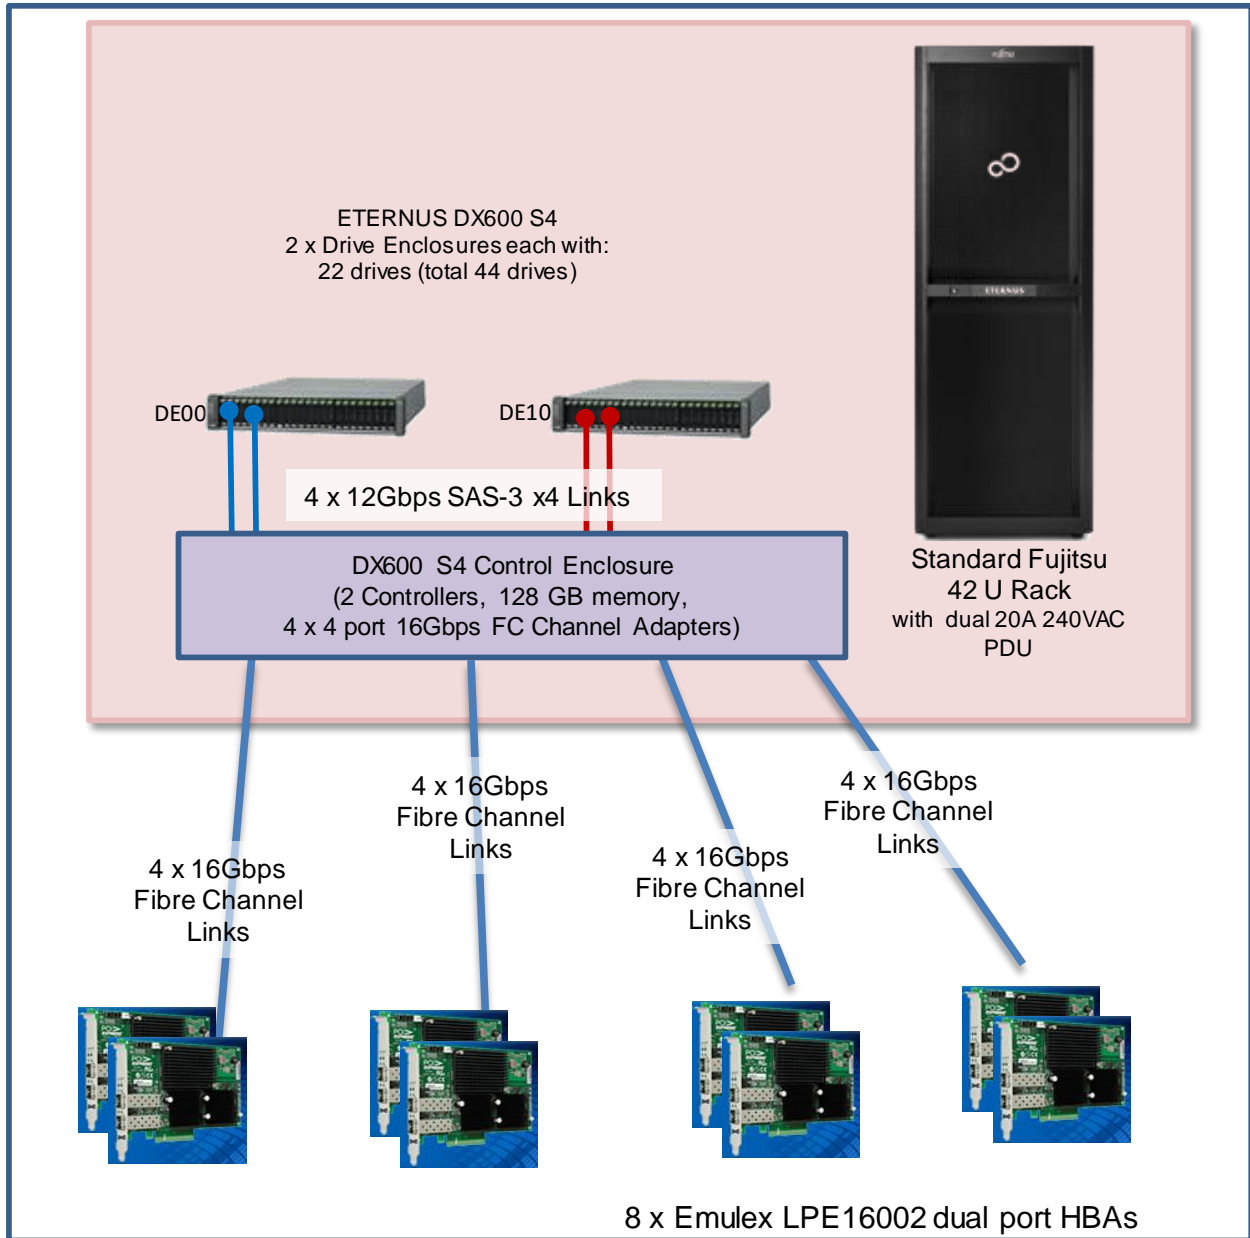 FUJITSU
ETERNUS
ETERNUS DX600 S4
2 x Drive Enclosures each with:
22 drives (total 44 drives)
DE00
DE10
4 x 12Gbps SAS-3 x4 Links
DX600 S4 Control Enclosure
(2 Controllers, 128 GB memory,
4 x 4 port 16Gbps FC Channel Adapters)
Standard Fujitsu
42 U Rack
with dual 20A 240VAC
PDU
4 x 16Gbps
Fibre Channel
Links
4 x 16Gbps
Fibre Channel
Links
4 x 16Gbps
Fibre Channel
Links
4 x 16Gbps
Fibre Channel
Links
8 x Emulex LPE16002 dual port HBAs